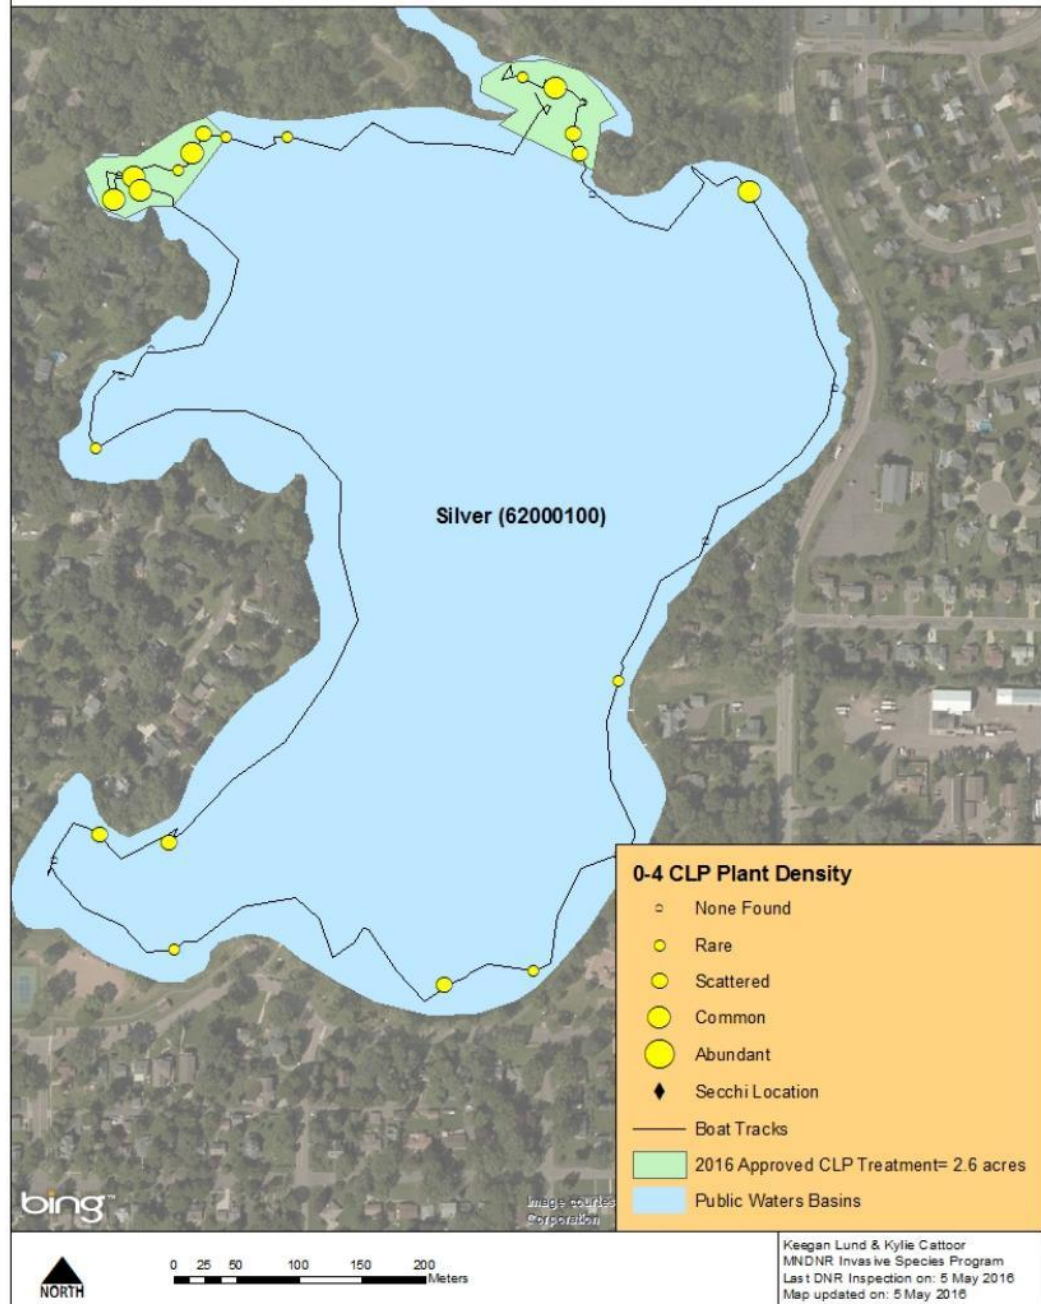 Silver (62000100)
0-4 CLP Plant Density
None Found
Rare
Scattered
Common
Abundant
Secchi Location
Boat Tracks
2016 Approved CLP Treatment= 2.6 acres
Public Waters Basins
bing™
Image courtes
Corporation
NORTH
0 25 50 100 150 200
Meters
Keegan Lund & Kylie Cattoor
MNDNR Invasive Species Program
Last DNR Inspection on: 5 May 2016
Map updated on: 5 May 2016